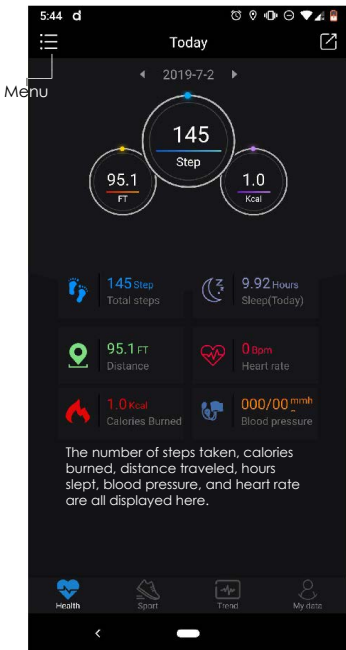 5:44 d
Today
Menu
2019-7-2
145
Step
95.1
FT
1.0
Kcal
145 Step
Total steps
9.92 Hours
Sleep(Today)
95.1 FT
Distance
0 Bpm
Heart rate
1.0 Kcal
Calories Burned
000/00 mmh
Blood pressure
The number of steps taken, calories
burned, distance traveled, hours
slept, blood pressure, and heart rate
are all displayed here.
Health
Sport
Trend
My data